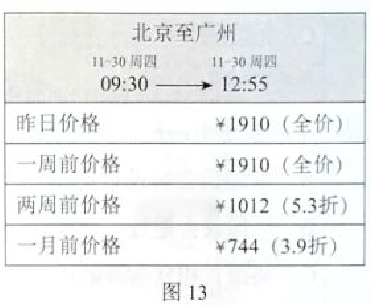 北京至广州
11-30 周四 11-30 周四
09:30 → 12:55
昨日价格 ¥1910（全价）
一周前价格 ¥1910（全价）
两周前价格 ¥1012（5.3折）
一月前价格 ¥744（3.9折）
图 13